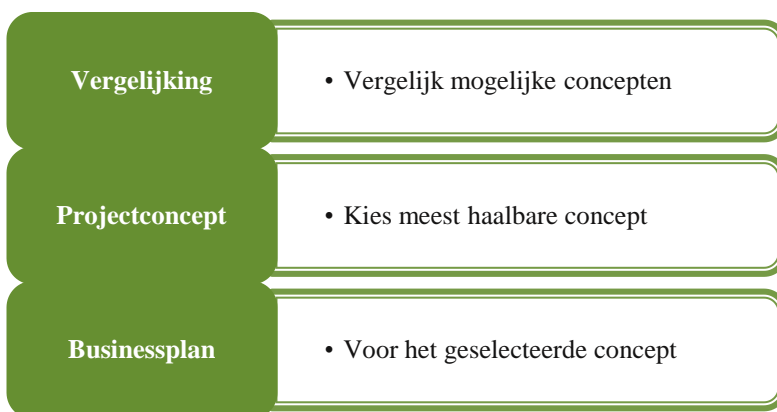 Vergelijking
• Vergelijk mogelijke concepten
Projectconcept
• Kies meest haalbare concept
Businessplan
• Voor het geselecteerde concept